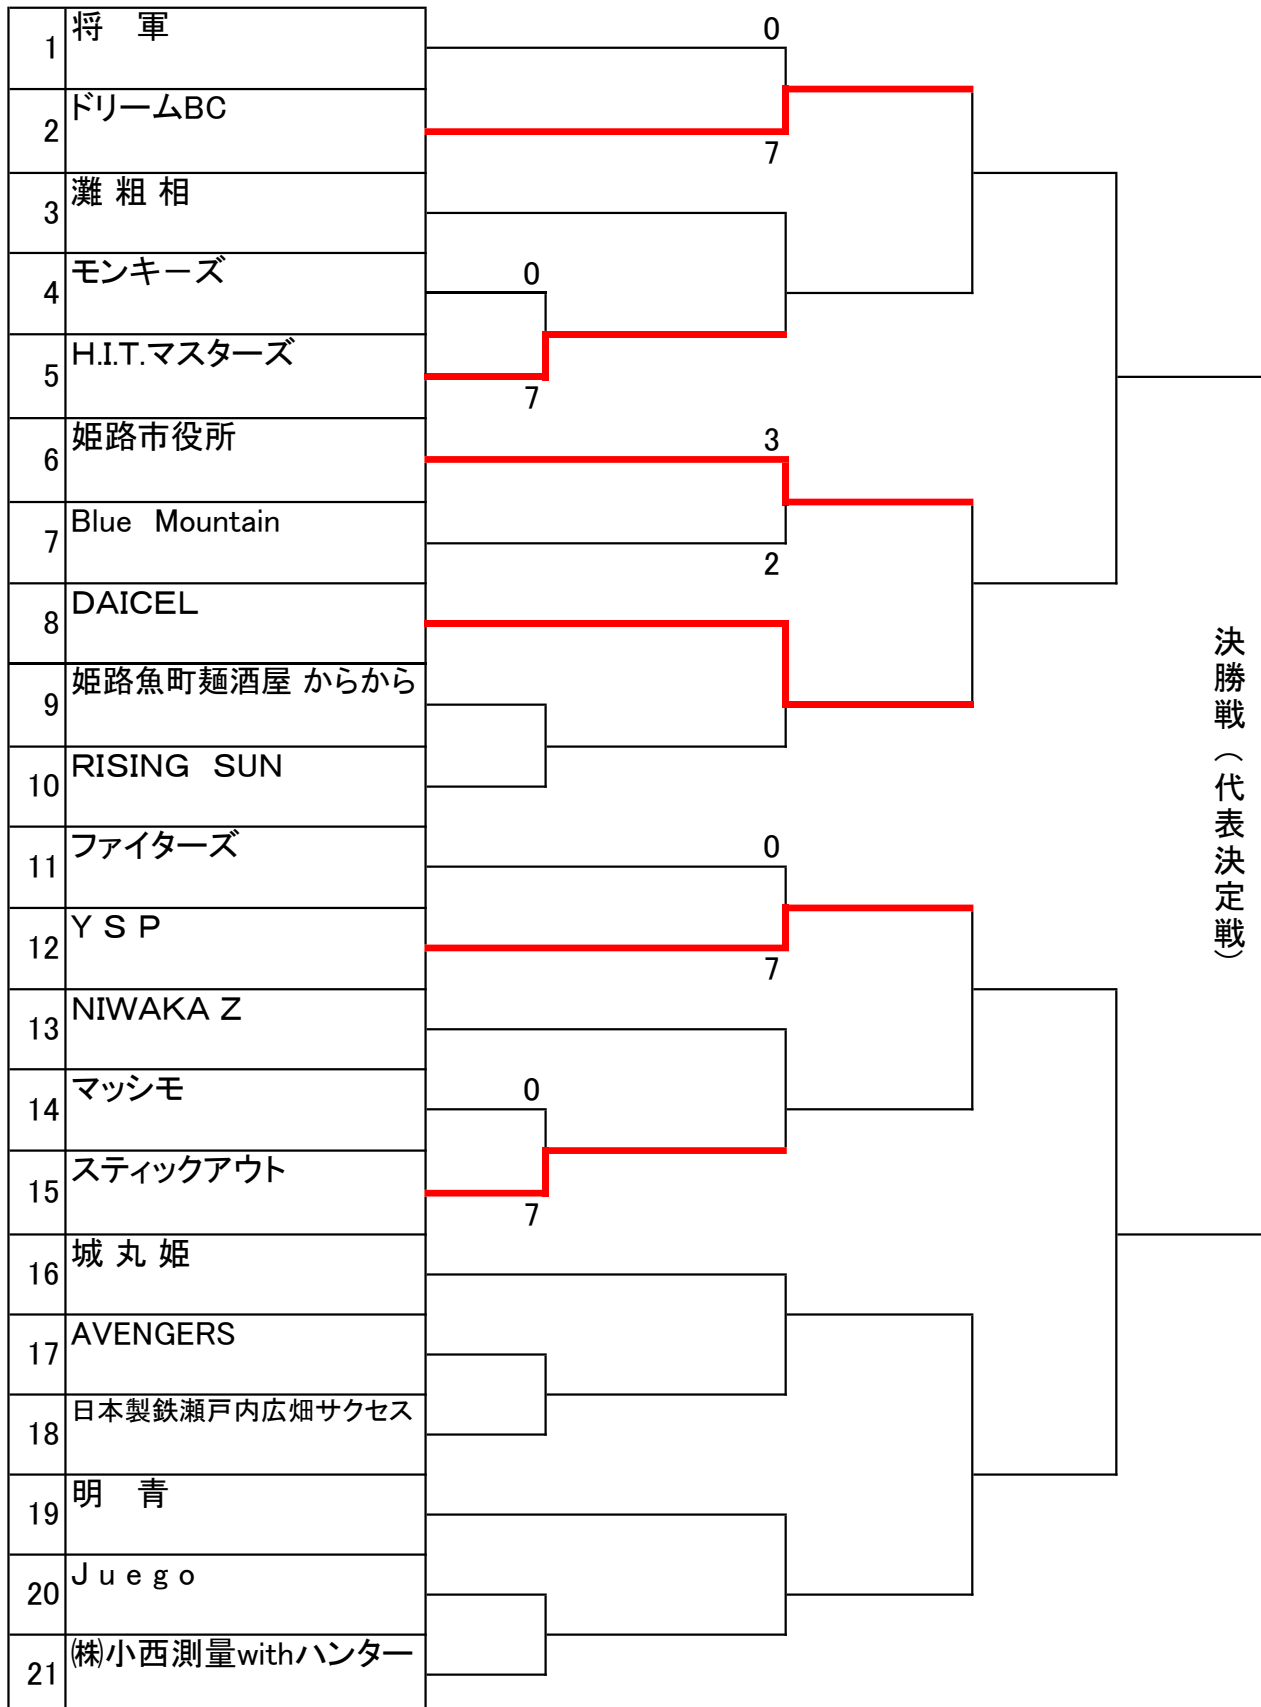 1 将　軍
0
2 ドリームBC
7
3 灘 粗 相
4 モンキーズ
0
5 H.I.T.マスターズ
7
6 姫路市役所
3
7 Blue　Mountain
2
8 DAICEL
9 姫路魚町麺酒屋 からから
10 RISING　SUN
11 ファイターズ
0
12 Y S P
7
13 NIWAKA Z
14 マッシモ
0
15 スティックアウト
7
16 城 丸 姫
17 AVENGERS
18 日本製鉄瀬戸内広畑サクセス
19 明　青
20 J u e g o
21 ㈱小西測量withハンター
決勝戦（代表決定戦）